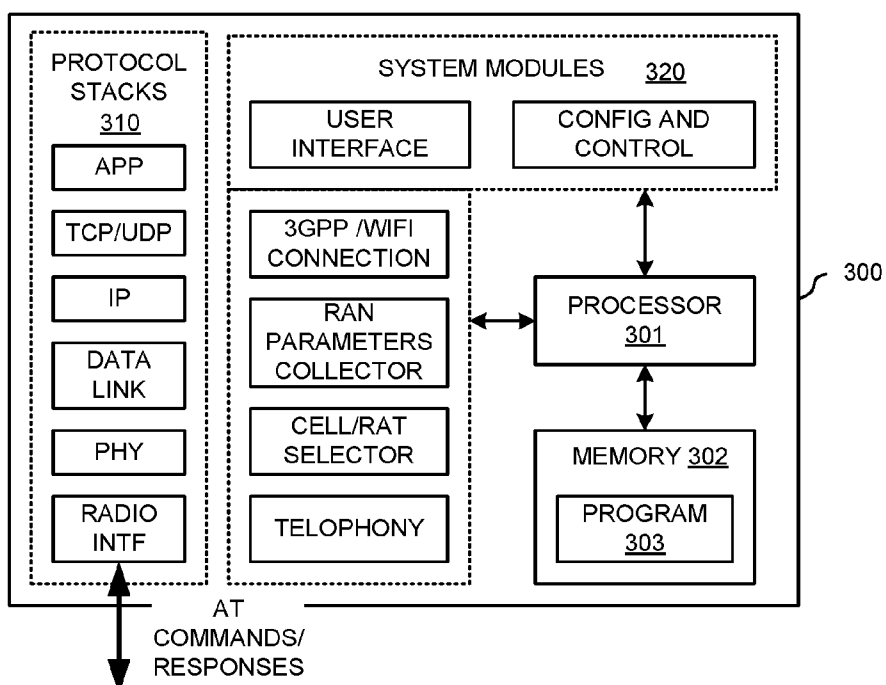 PROTOCOL
STACKS
310
APP
TCP/UDP
IP
DATA
LINK
PHY
RADIO
INTF
SYSTEM MODULES 320
USER
INTERFACE
CONFIG AND
CONTROL
3GPP /WIFI
CONNECTION
RAN
PARAMETERS
COLLECTOR
CELL/RAT
SELECTOR
TELOPHONY
PROCESSOR
301
MEMORY 302
PROGRAM
303
300
AT
COMMANDS/
RESPONSES